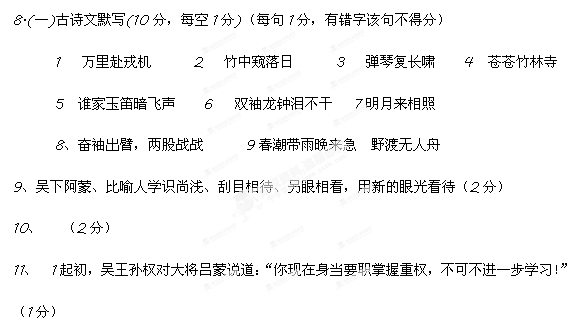 8·(一)古诗文默写(10分，每空1分)（每句1分，有错字该句不得分）
1 万里赴戎机 2 竹中窥落日 3 弹琴复长啸 4 苍苍竹林寺
5 谁家玉笛暗飞声 6 双袖龙钟泪不干 7明月来相照
8、奋袖出臂，两股战战 9春潮带雨晚来急 野渡无人舟
9、吴下阿蒙、比喻人学识尚浅、刮目相待、另眼相看，用新的眼光看待（2分）
10、 （2分）
11、 1起初，吴王孙权对大将吕蒙说道：“你现在身当要职掌握重权，不可不进一步学习！”
（1分）